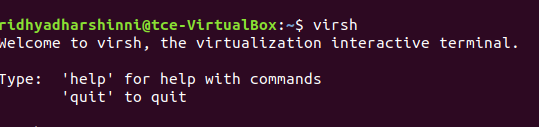 ridhyadharshinni@tce-VirtualBox:~$ virsh
Welcome to virsh, the virtualization interactive terminal.
Type:  'help' for help with commands
       'quit' to quit